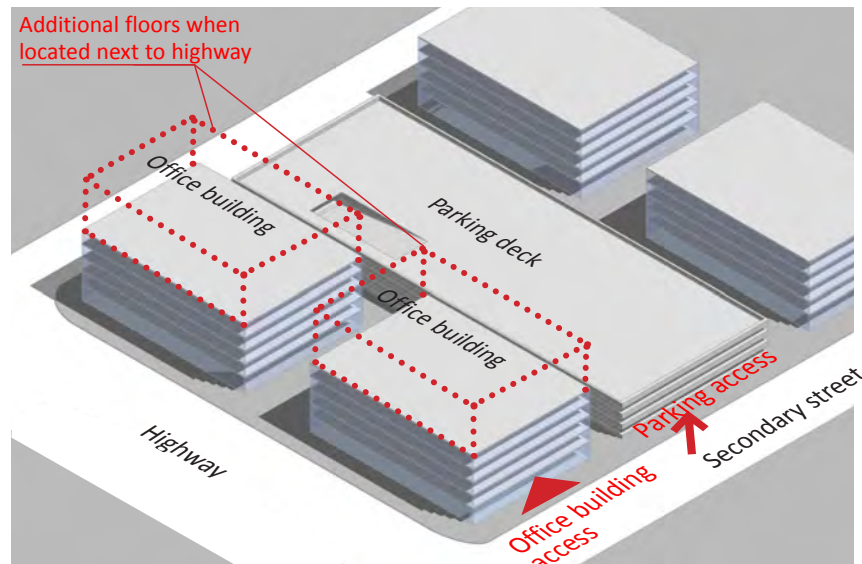 Additional floors when
located next to highway
Office building
Parking deck
Office building
Parking access
Secondary street
Highway
Office building
access